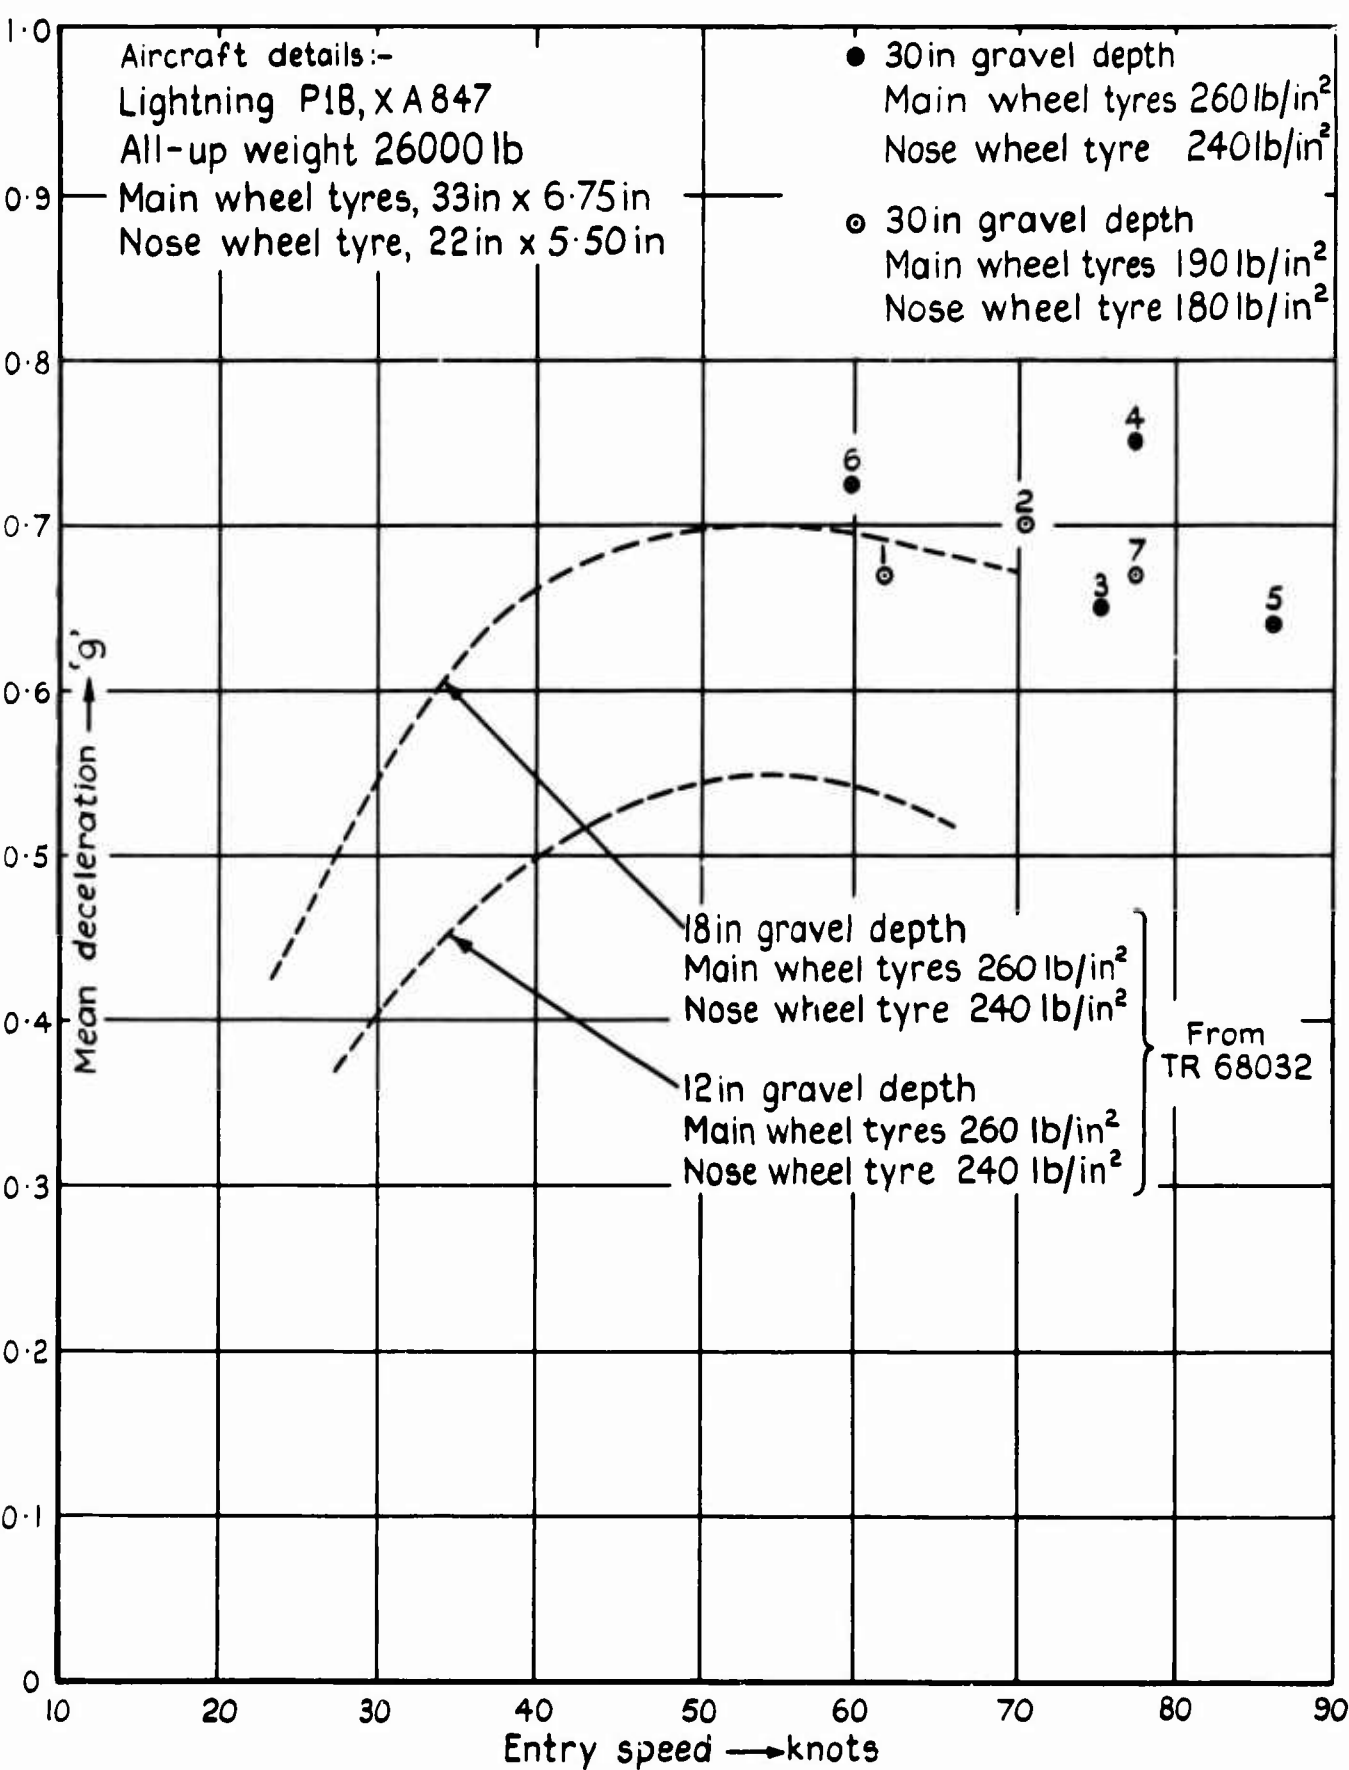 1·0
Aircraft details:-
Lightning P1B, XA847
All-up weight 26000 lb
Main wheel tyres, 33in x 6·75in
Nose wheel tyre, 22in x 5·50in
30in gravel depth
Main wheel tyres 260 lb/in²
Nose wheel tyre 240 lb/in²
30in gravel depth
Main wheel tyres 190 lb/in²
Nose wheel tyre 180 lb/in²
0·9
0·8
0·7
0·6
0·5
0·4
0·3
0·2
0·1
0
Mean deceleration → 'g'
4
6
2
1
7
3
5
18in gravel depth
Main wheel tyres 260 lb/in²
Nose wheel tyre 240 lb/in²
12in gravel depth
Main wheel tyres 260 lb/in²
Nose wheel tyre 240 lb/in²
From
TR 68032
10 20 30 40 50 60 70 80 90
Entry speed → knots